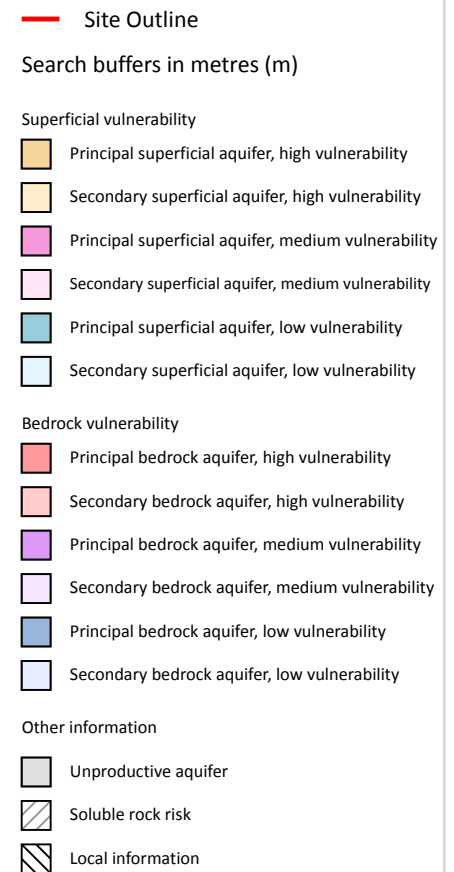 Site Outline
Search buffers in metres (m)
Superficial vulnerability
Principal superficial aquifer, high vulnerability
Secondary superficial aquifer, high vulnerability
Principal superficial aquifer, medium vulnerability
Secondary superficial aquifer, medium vulnerability
Principal superficial aquifer, low vulnerability
Secondary superficial aquifer, low vulnerability
Bedrock vulnerability
Principal bedrock aquifer, high vulnerability
Secondary bedrock aquifer, high vulnerability
Principal bedrock aquifer, medium vulnerability
Secondary bedrock aquifer, medium vulnerability
Principal bedrock aquifer, low vulnerability
Secondary bedrock aquifer, low vulnerability
Other information
Unproductive aquifer
Soluble rock risk
Local information